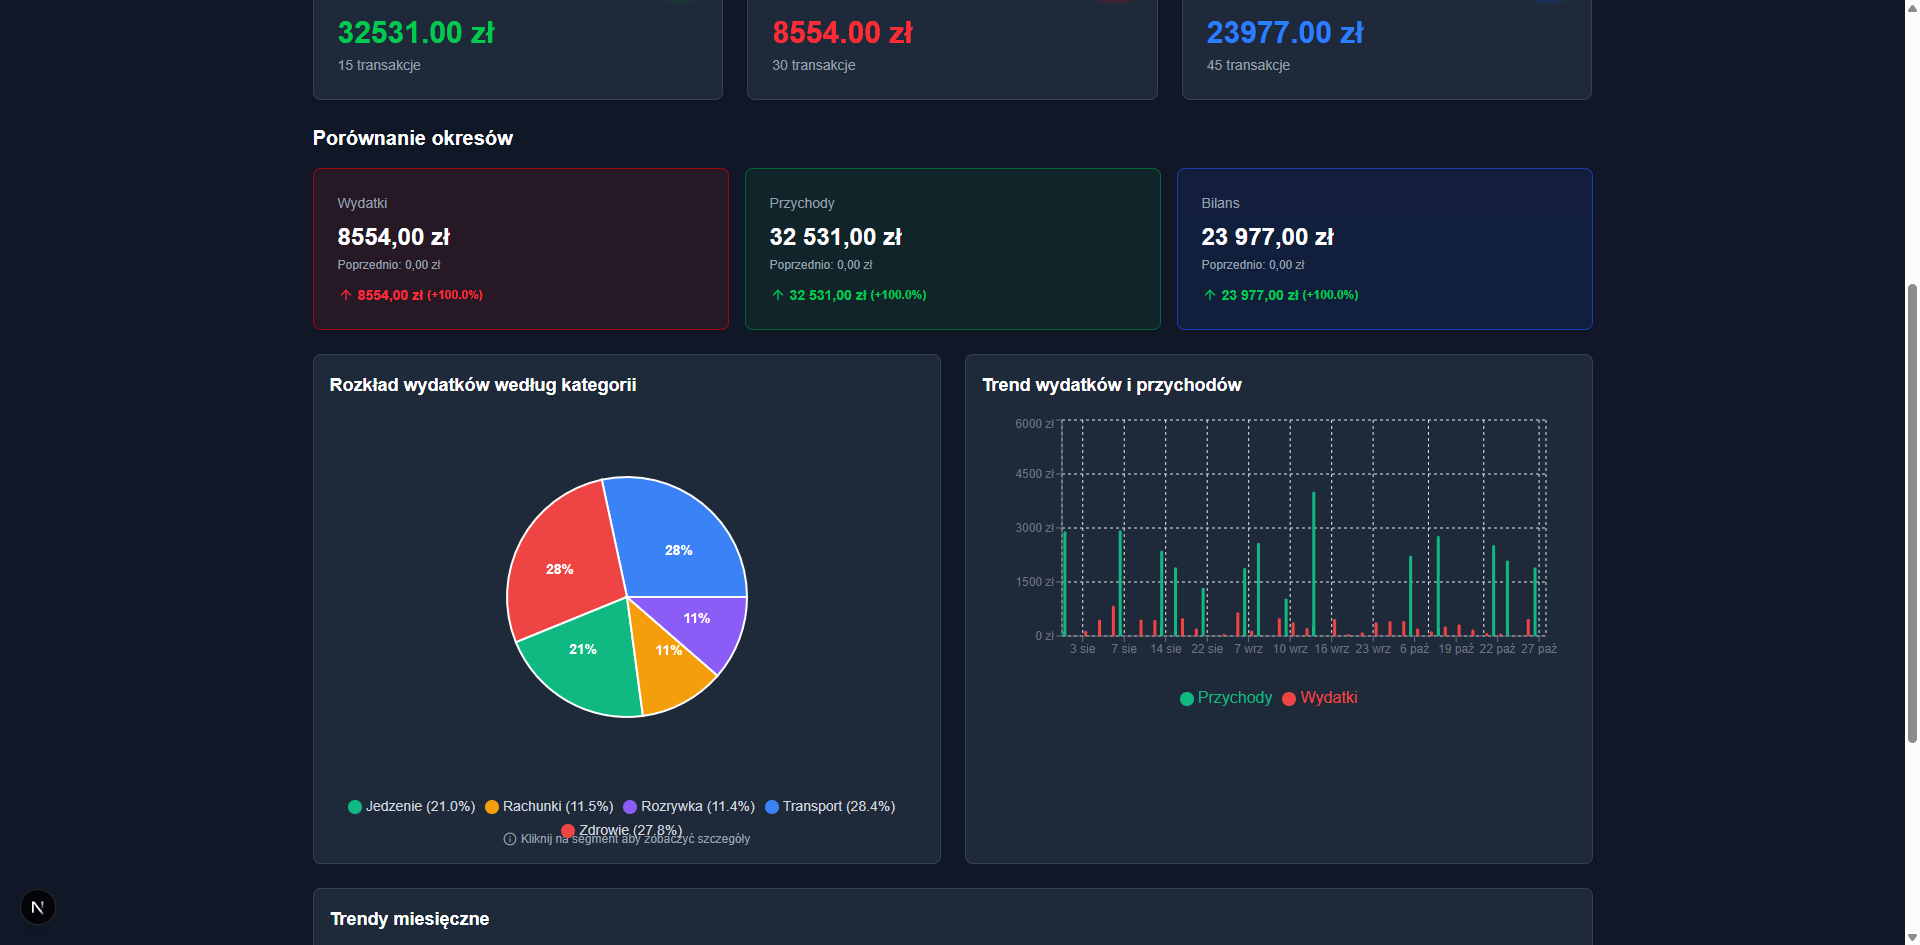 32531.00 zł
15 transakcje
8554.00 zł
30 transakcje
23977.00 zł
45 transakcje
Porównanie okresów
Wydatki
8554,00 zł
Poprzednio: 0,00 zł
↑ 8554,00 zł (+100.0%)
Przychody
32 531,00 zł
Poprzednio: 0,00 zł
↑ 32 531,00 zł (+100.0%)
Bilans
23 977,00 zł
Poprzednio: 0,00 zł
↑ 23 977,00 zł (+100.0%)
Rozkład wydatków według kategorii
28%
28%
11%
21%
11%
Jedzenie (21.0%) Rachunki (11.5%) Rozrywka (11.4%) Transport (28.4%)
Zdrowie (27.8%)
Kliknij na segment aby zobaczyć szczegóły
Trend wydatków i przychodów
6000 zł
4500 zł
3000 zł
1500 zł
0 zł
3 sie 7 sie 14 sie 22 sie 7 wrz 10 wrz 16 wrz 23 wrz 6 paź 19 paź 22 paź 27 paź
Przychody Wydatki
Trendy miesięczne
N